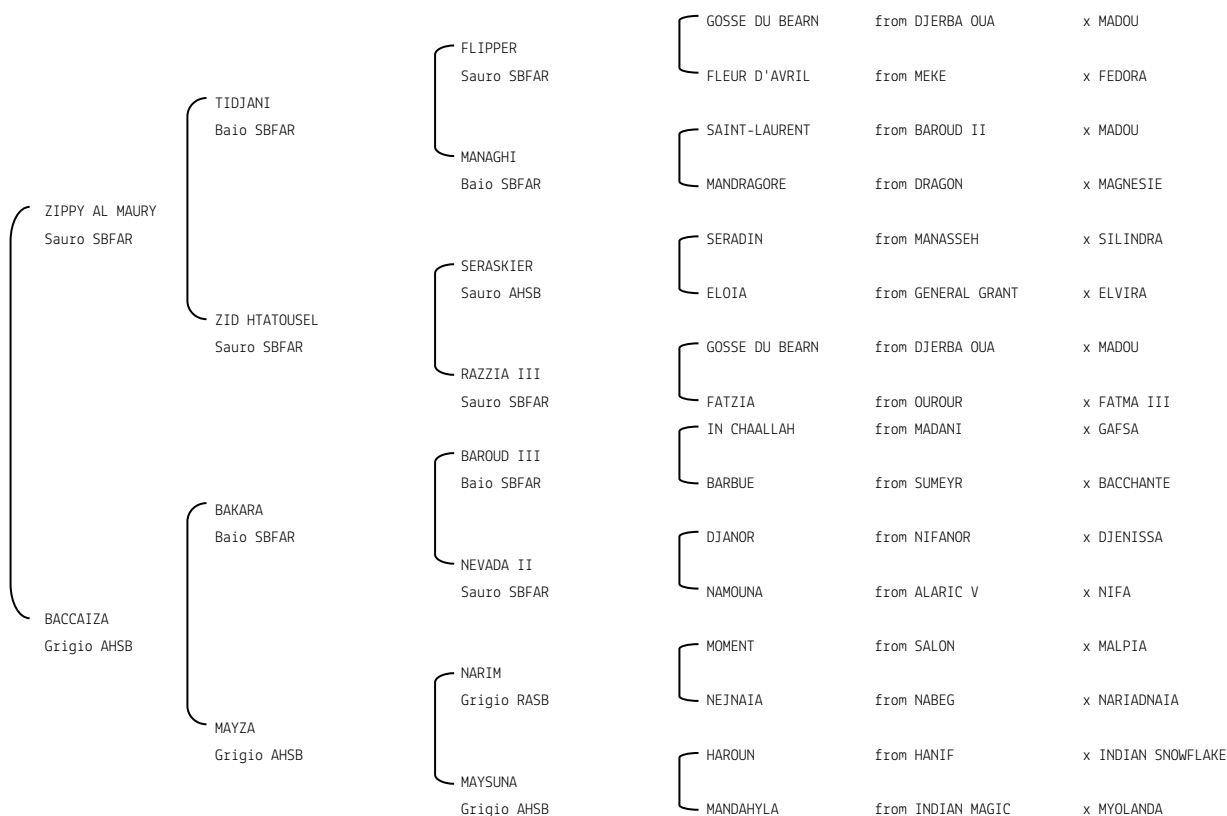 GOSSE DU BEARN from DJERBA OUA x MADOU
FLIPPER
Sauro SBFAR FLEUR D'AVRIL from MEKE x FEDORA
TIDJANI
Baio SBFAR SAINT-LAURENT from BAROUD II x MADOU
MANAGHI
Baio SBFAR MANDRAGORE from DRAGON x MAGNESIE
ZIPPY AL MAURY
Sauro SBFAR SERADIN from MANASSEH x SILINDRA
SERASKIER
Sauro AHSB ELOIA from GENERAL GRANT x ELVIRA
ZID HTATOUSEL
Sauro SBFAR GOSSE DU BEARN from DJERBA OUA x MADOU
RAZZIA III
Sauro SBFAR FATZIA from OUROUR x FATMA III
IN CHAALLAH from MADANI x GAFSA
BAROUD III
Baio SBFAR BARBUE from SUMEYR x BACCHANTE
BAKARA
Baio SBFAR DJANOR from NIFANOR x DJENISSA
NEVADA II
Sauro SBFAR NAMOUNA from ALARIC V x NIFA
BACCAIZA
Grigio AHSB MOMENT from SALON x MALPIA
NARIM
Grigio RASB NEJNAIA from NABEG x NARIADNAIA
MAYZA
Grigio AHSB HAROUN from HANIF x INDIAN SNOWFLAKE
MAYSUNA
Grigio AHSB MANDAHYLA from INDIAN MAGIC x MYOLANDA